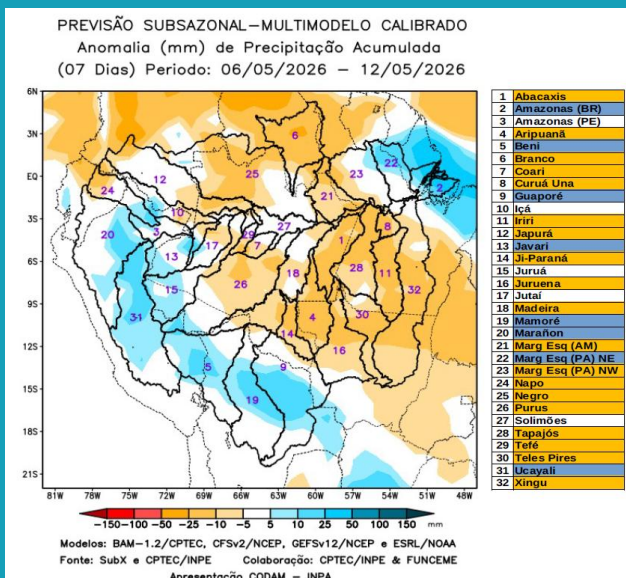 PREVISÃO SUBSAZONAL−MULTIMODELO CALIBRADO
Anomalia (mm) de Precipitação Acumulada
(07 Dias) Periodo: 06/05/2026 − 12/05/2026
6N
3N
EQ
3S
6S
9S
12S
15S
18S
21S
81W 78W 75W 72W 69W 66W 63W 60W 57W 54W 51W 48W
6
22
12
25
23
24
2
21
10
8
20
3
29
27
1
17
7
13
28
11
18
26
15
32
31
4
30
14
16
5
9
19
−150 −100 −50 −25 −10 −5 5 10 25 50 100 150 mm
Modelos: BAM−1.2/CPTEC, CFSv2/NCEP, GEFSv12/NCEP e ESRL/NOAA
Fonte: SubX e CPTEC/INPE Colaboração: CPTEC/INPE & FUNCEME
Apresentação CODAM − INPA
1 Abacaxis
2 Amazonas (BR)
3 Amazonas (PE)
4 Aripuanã
5 Beni
6 Branco
7 Coari
8 Curuá Una
9 Guaporé
10 Içá
11 Iriri
12 Japurá
13 Javari
14 Ji-Paraná
15 Juruá
16 Juruena
17 Jutaí
18 Madeira
19 Mamoré
20 Marañon
21 Marg Esq (AM)
22 Marg Esq (PA) NE
23 Marg Esq (PA) NW
24 Napo
25 Negro
26 Purus
27 Solimões
28 Tapajós
29 Tefé
30 Teles Pires
31 Ucayali
32 Xingu